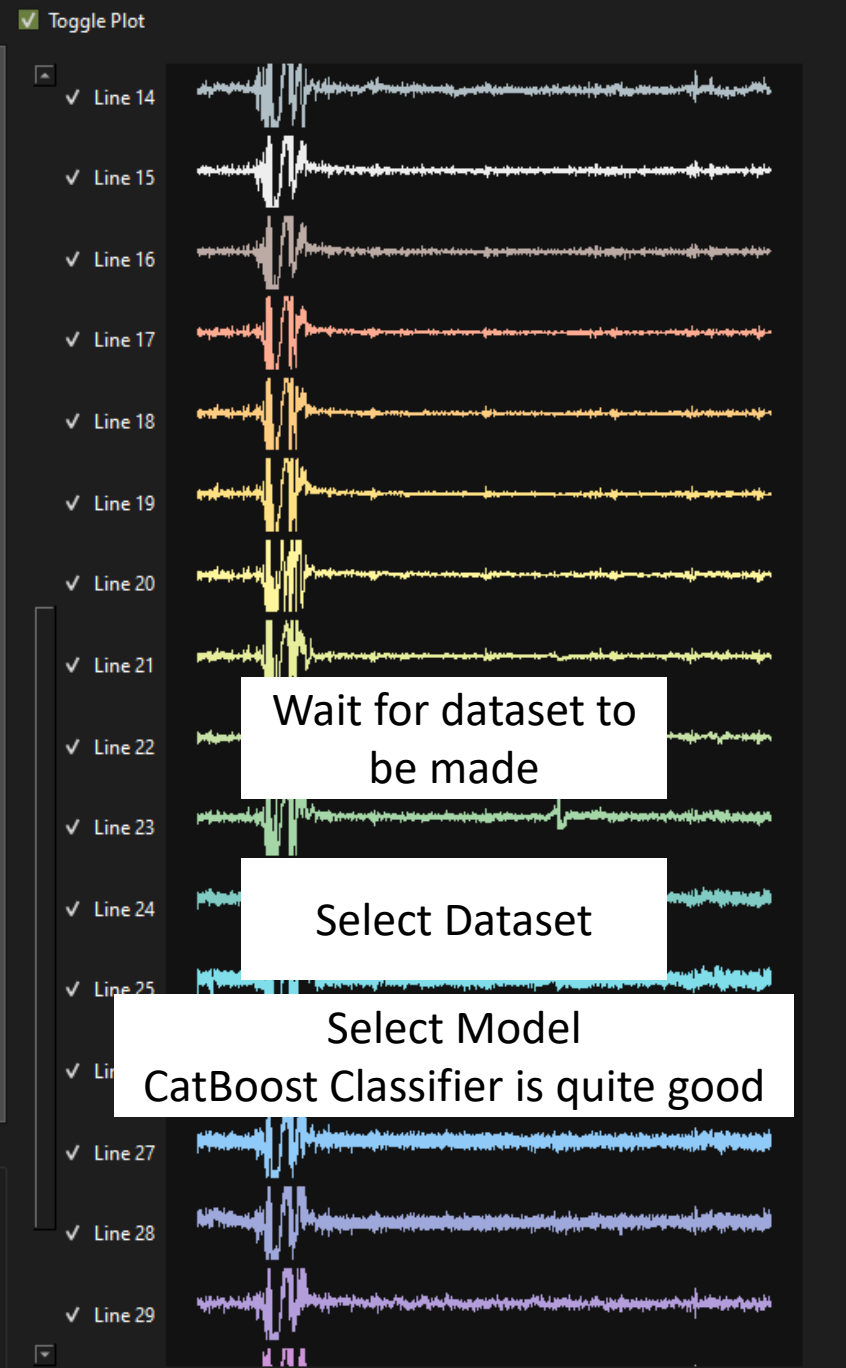 Toggle Plot
Line 14
Line 15
Line 16
Line 17
Line 18
Line 19
Line 20
Line 21
Wait for dataset to
be made
Line 22
Line 23
Line 24
Select Dataset
Line 25
Select Model
CatBoost Classifier is quite good
Line 27
Line 28
Line 29